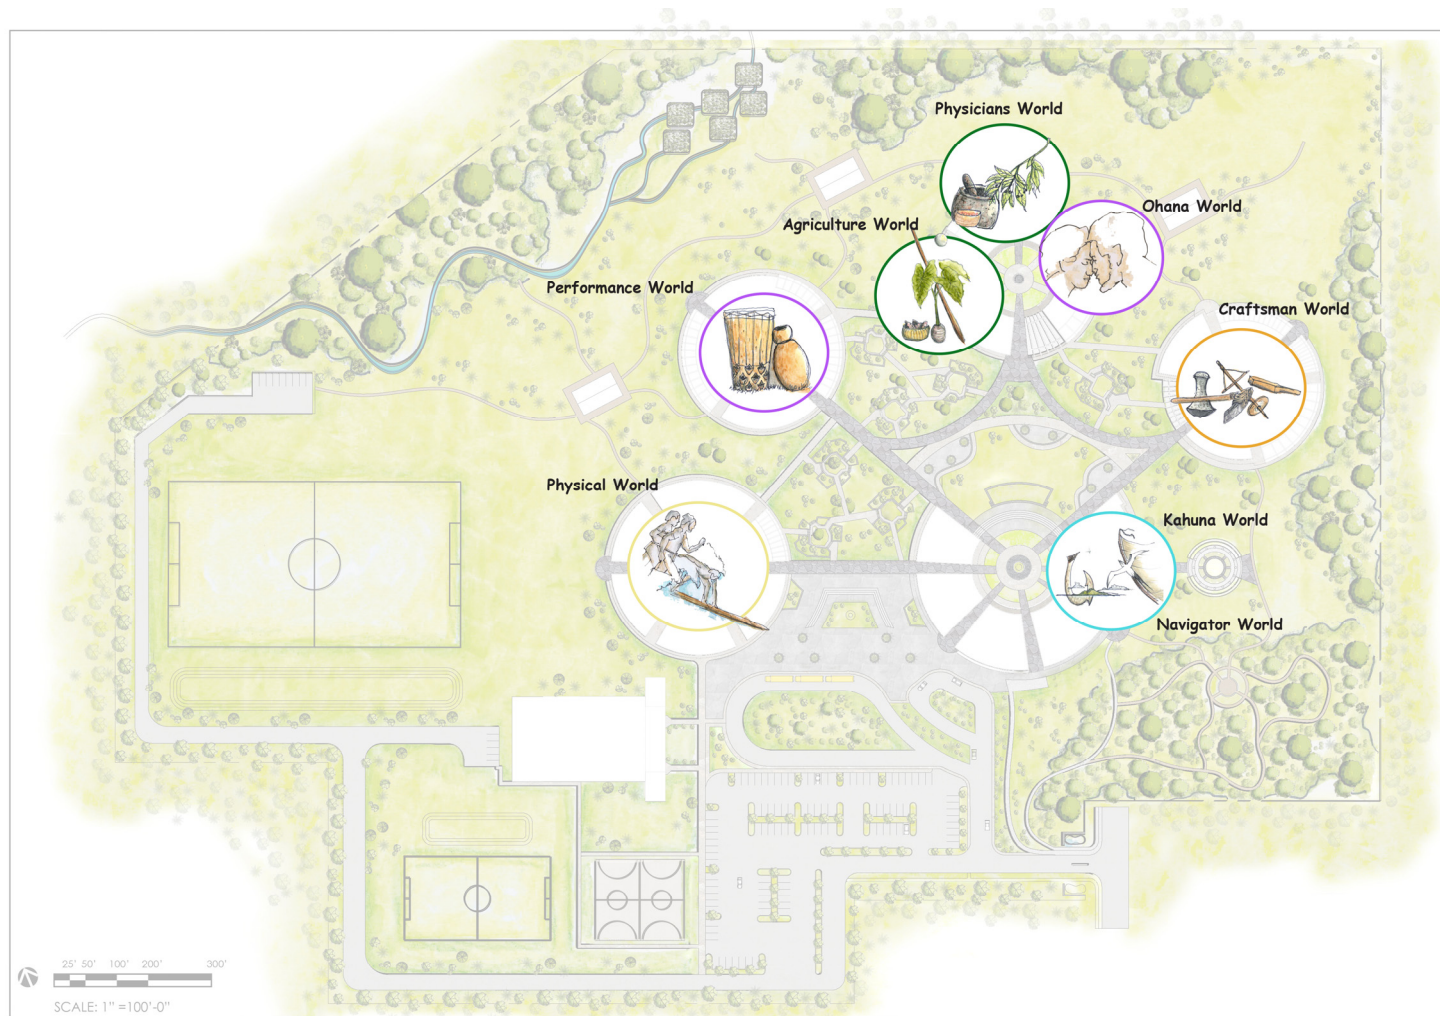 Physicians World
Ohana World
Agriculture World
Performance World
Craftsman World
Physical World
Kahuna World
Navigator World
25' 50' 100' 200' 300'
SCALE: 1" =100'-0"